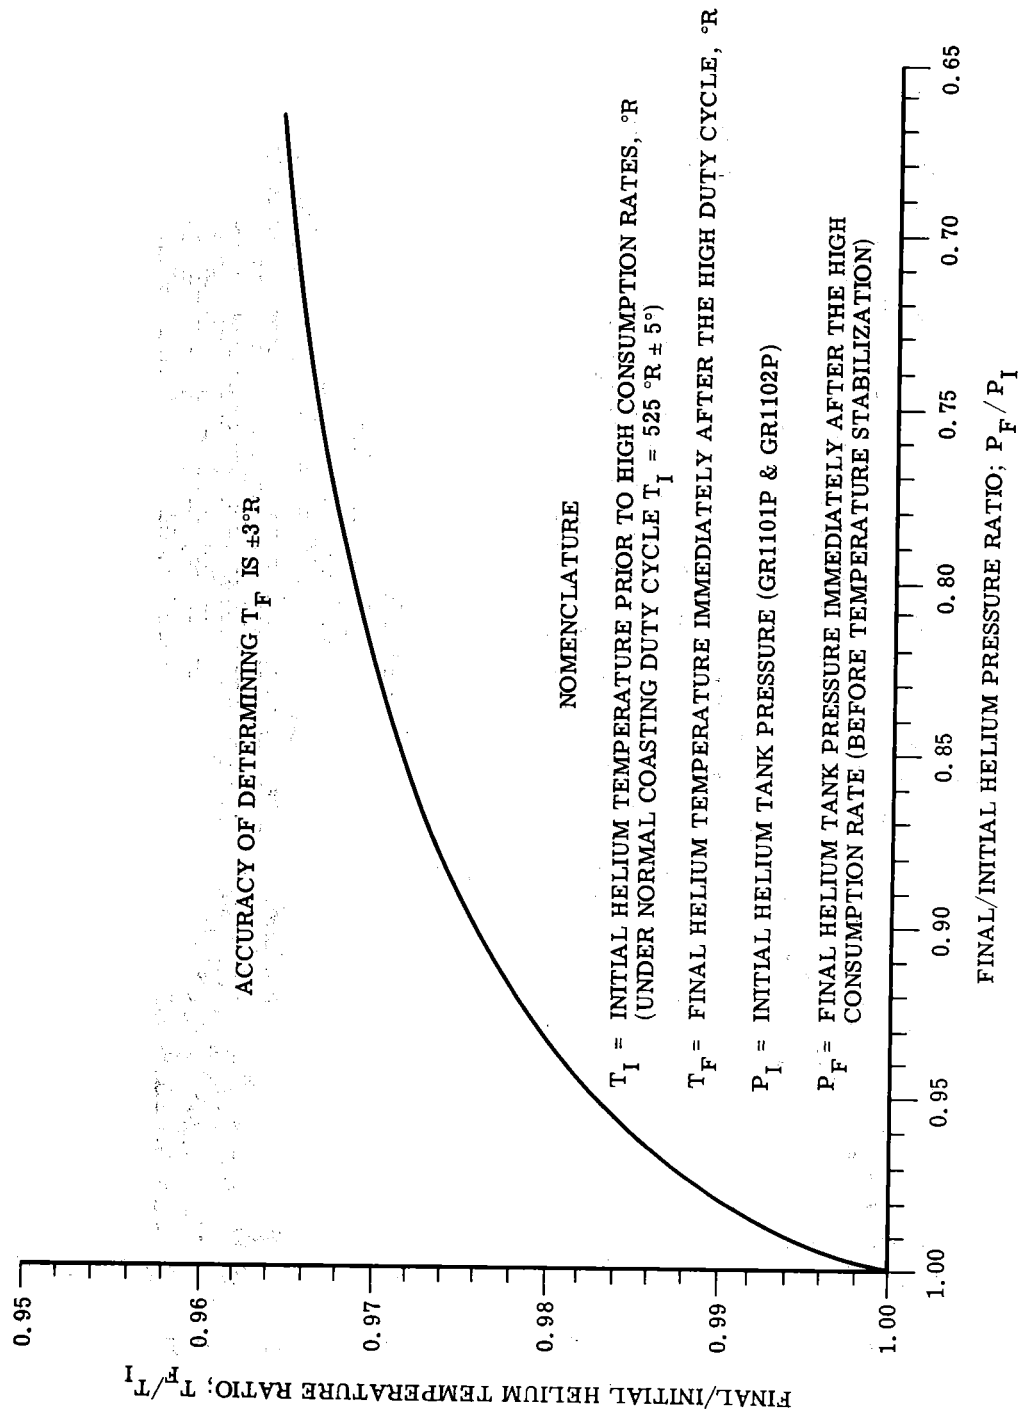 FINAL/INITIAL HELIUM TEMPERATURE RATIO; T_F/T_I
0.95
0.96
0.97
0.98
0.99
1.00
ACCURACY OF DETERMINING T_F IS ±3°R
NOMENCLATURE
T_I = INITIAL HELIUM TEMPERATURE PRIOR TO HIGH CONSUMPTION RATES, °R
(UNDER NORMAL COASTING DUTY CYCLE T_I = 525 °R ± 5°)
T_F = FINAL HELIUM TEMPERATURE IMMEDIATELY AFTER THE HIGH DUTY CYCLE, °R
P_I = INITIAL HELIUM TANK PRESSURE (GR1101P & GR1102P)
P_F = FINAL HELIUM TANK PRESSURE IMMEDIATELY AFTER THE HIGH
CONSUMPTION RATE (BEFORE TEMPERATURE STABILIZATION)
1.00
0.95
0.90
0.85
0.80
0.75
0.70
0.65
FINAL/INITIAL HELIUM PRESSURE RATIO; P_F/P_I